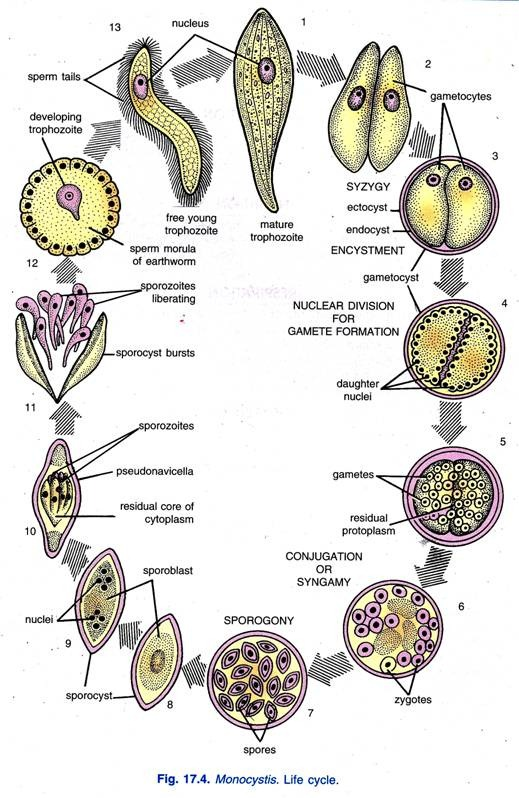 13
nucleus
1
sperm tails
2
gametocytes
developing
trophozoite
3
SYZYGY
free young
trophozoite
mature
trophozoite
ectocyst
endocyst
ENCYSTMENT
sperm morula
of earthworm
12
gametocyst
sporozoites
liberating
NUCLEAR DIVISION
FOR
GAMETE FORMATION
4
sporocyst bursts
daughter
nuclei
11
sporozoites
5
pseudonavicella
gametes
residual core of
cytoplasm
residual
protoplasm
10
CONJUGATION
OR
SYNGAMY
sporoblast
6
nuclei
SPOROGONY
9
sporocyst
8
7
zygotes
spores
Fig. 17.4. Monocystis. Life cycle.